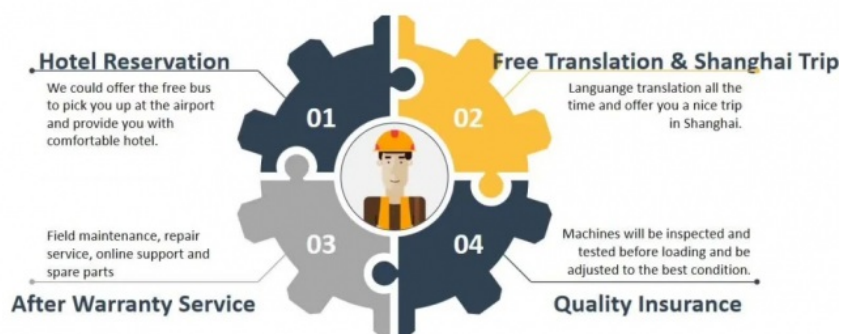 Hotel Reservation
We could offer the free bus
to pick you up at the airport
and provide you with
comfortable hotel.
01
02
Free Translation & Shanghai Trip
Languange translation all the
time and offer you a nice trip
in Shanghai.
Field maintenance, repair
service, online support and
spare parts
After Warranty Service
03
04
Machines will be inspected and
tested before loading and be
adjusted to the best condition.
Quality Insurance